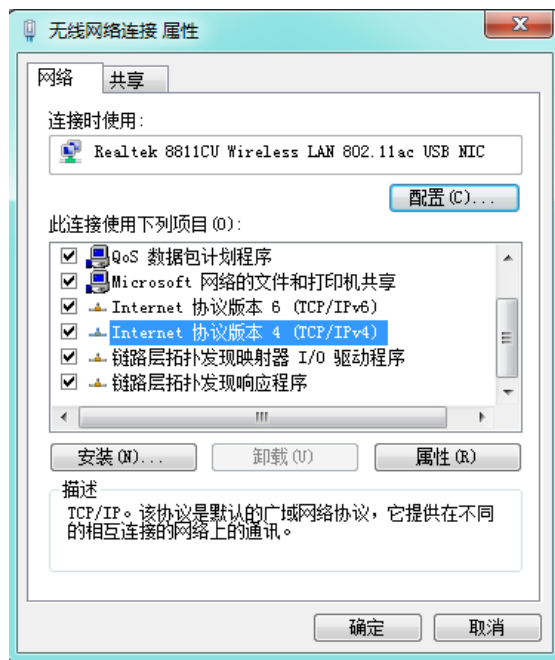 无线网络连接 属性
网络
共享
连接时使用:
Realtek 8811CU Wireless LAN 802.11ac USB NIC
配置(C)...
此连接使用下列项目(O):
QoS 数据包计划程序
Microsoft 网络的文件和打印机共享
Internet 协议版本 6 (TCP/IPv6)
Internet 协议版本 4 (TCP/IPv4)
链路层拓扑发现映射器 I/O 驱动程序
链路层拓扑发现响应程序
安装(N)...
卸载(U)
属性(R)
描述
TCP/IP。该协议是默认的广域网络协议，它提供在不同
的相互连接的网络上的通讯。
确定
取消